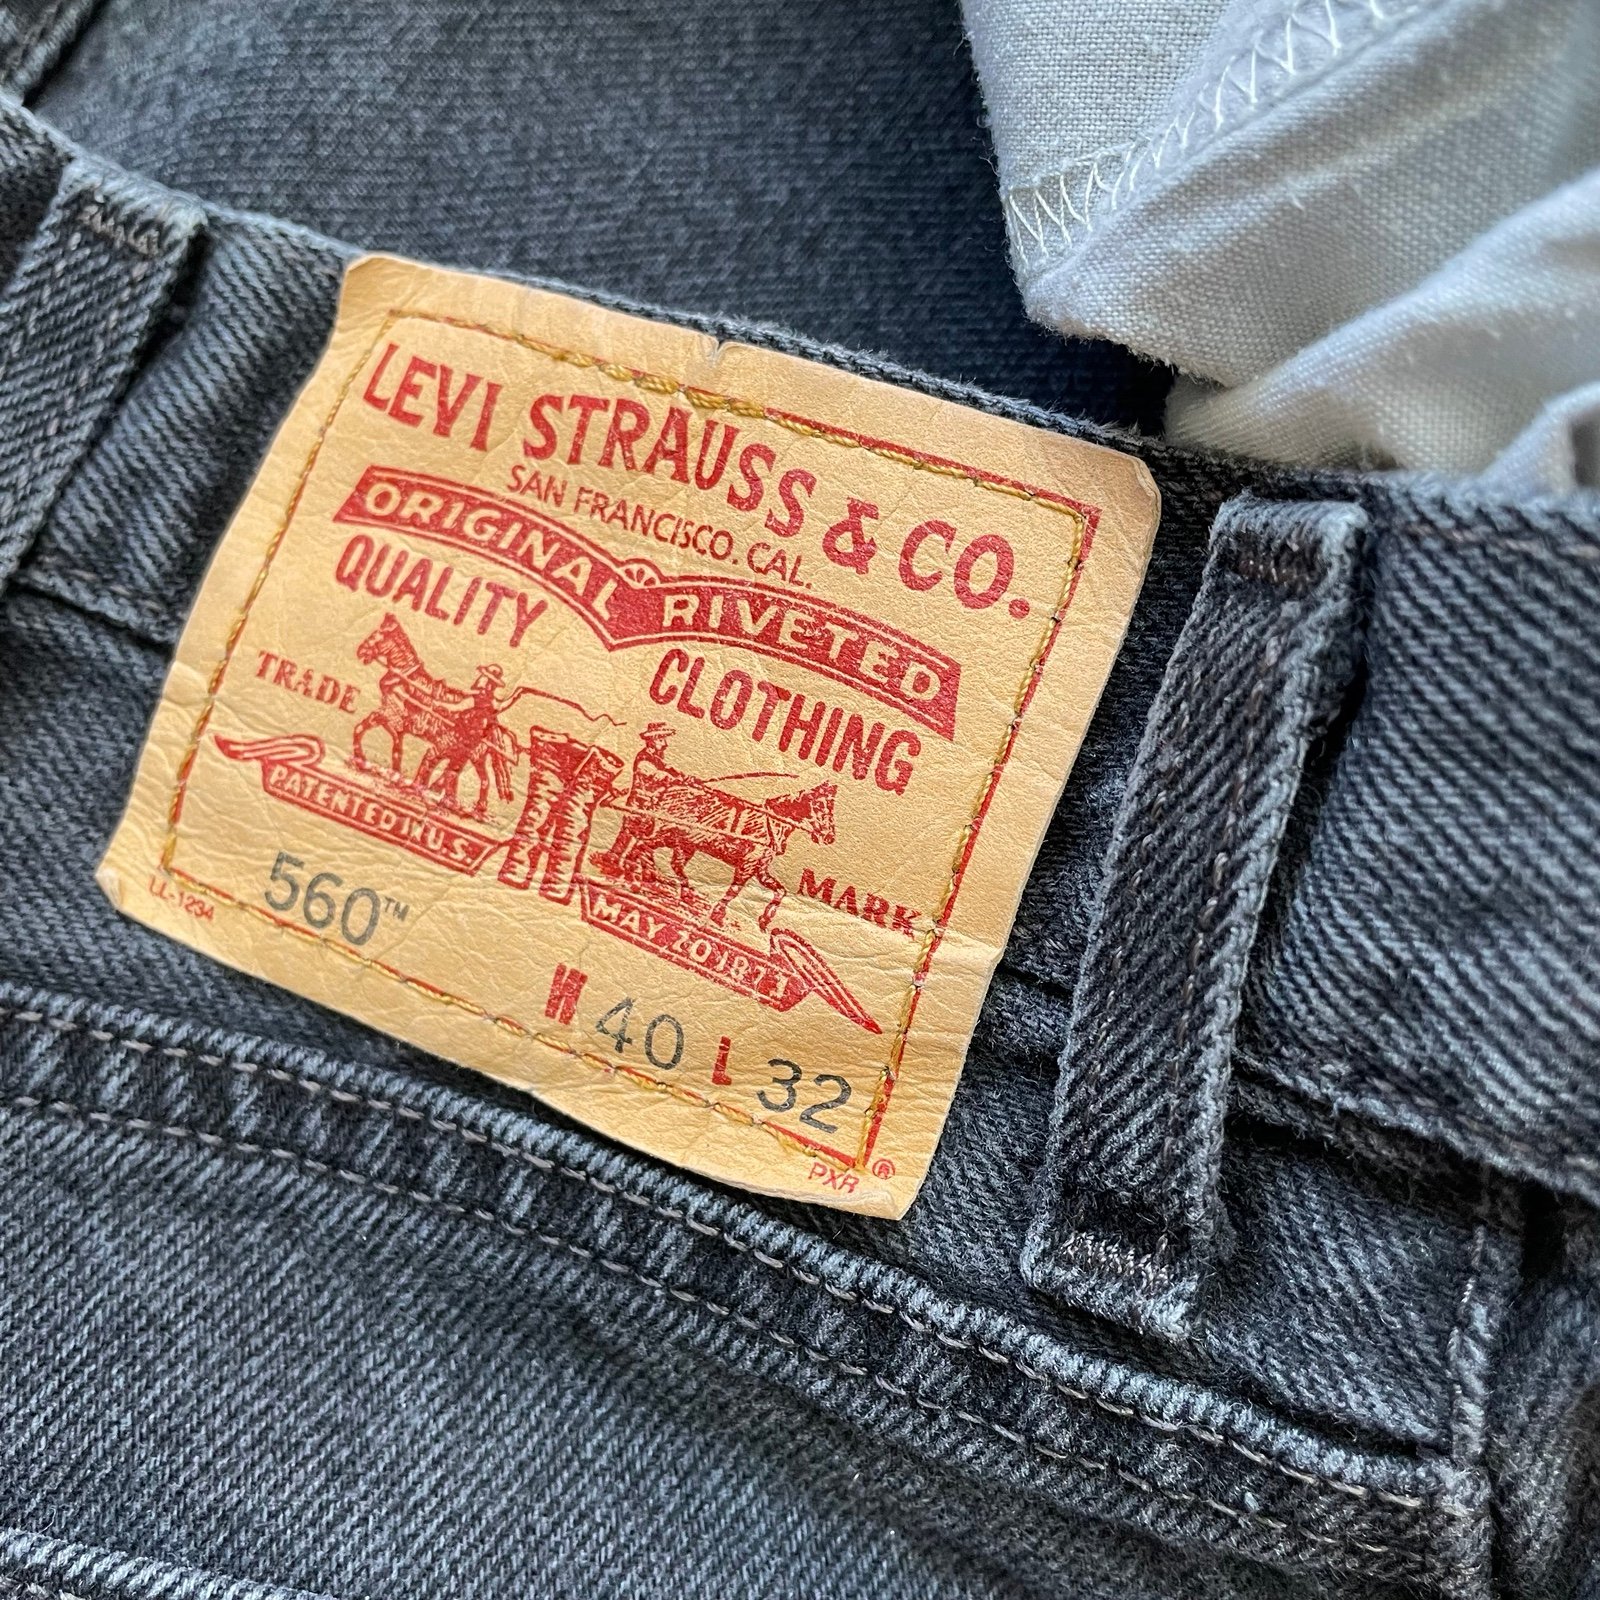 LEVI STRAUSS & CO.
SAN FRANCISCO. CAL.
ORIGINAL RIVETED
QUALITY CLOTHING
TRADE MARK
PATENTED IN U.S.
MAY 20 1873
LL-1234
560™
W 40 L 32
PXR ®